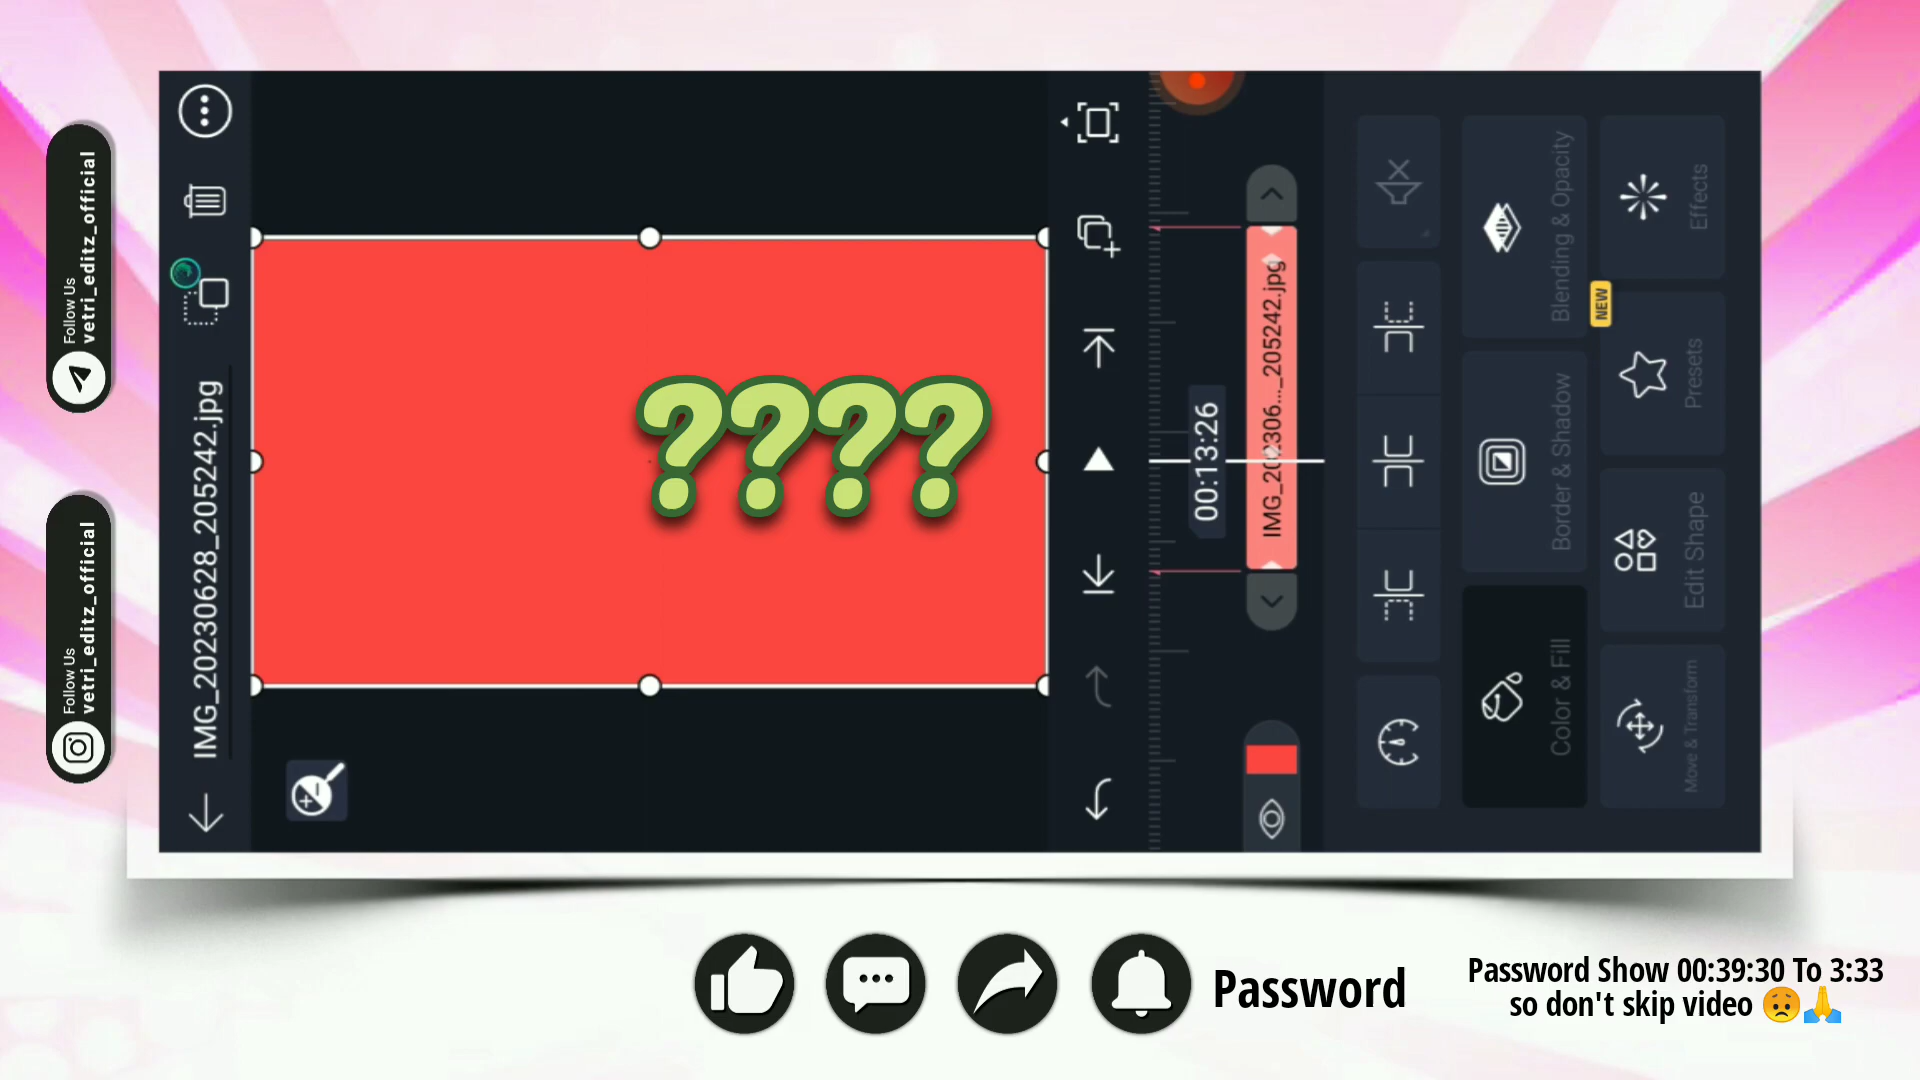 Follow Us
vetri_editz_official
Follow Us
vetri_editz_official
IMG_20230628_205242.jpg
????
00:13:26
IMG_202306..._205242.jpg
Blending & Opacity
Border & Shadow
Color & Fill
Effects
NEW
Presets
Edit Shape
Move & Transform
Password
Password Show 00:39:30 To 3:33
so don't skip video 😞🙏